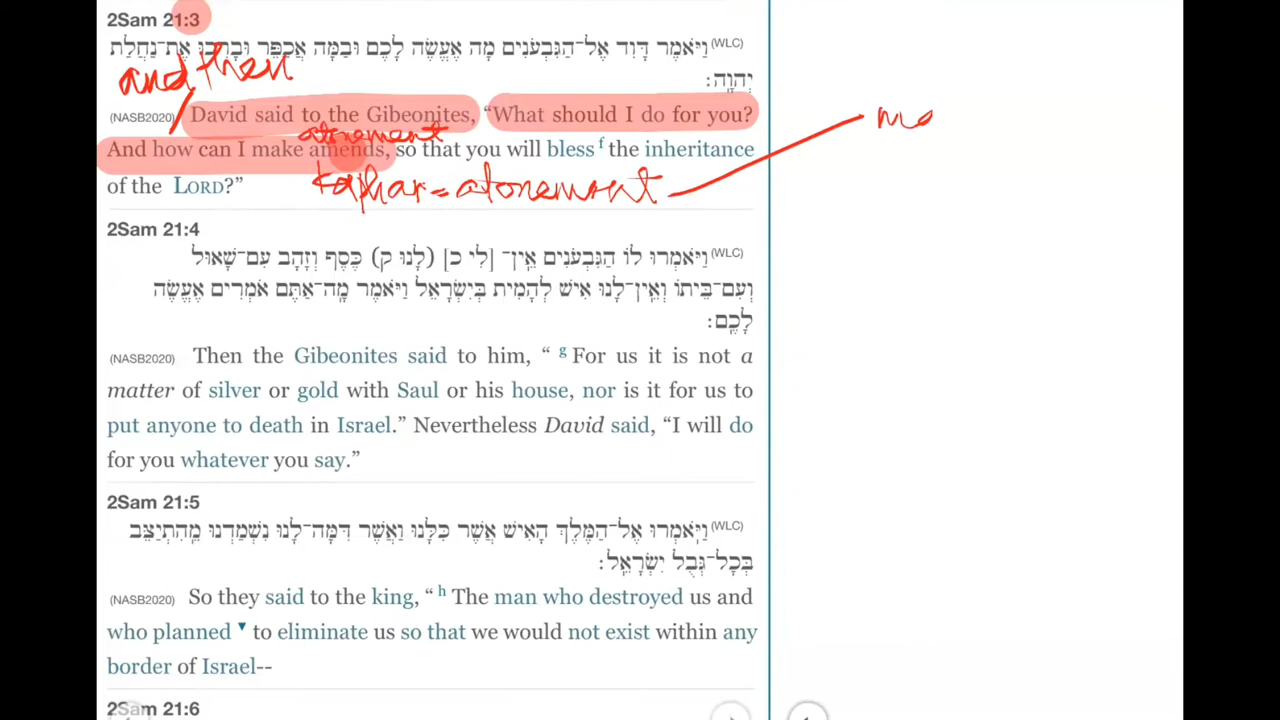 2Sam 21:3
(WLC) וַיֹּאמֶר דָּוִד אֶל־הַגִּבְעֹנִים מָה אֶעֱשֶׂה לָכֶם וּבַמָּה אֲכַפֵּר וּבָרְכוּ אֶת־נַחֲלַת
יְהוָה׃
and then
(NASB2020) David said to the Gibeonites, “What should I do for you?
atonement
And how can I make amends, so that you will bless f the inheritance
of the LORD?”
kaphar = atonement
2Sam 21:4
(WLC) וַיֹּאמְרוּ לוֹ הַגִּבְעֹנִים אֵין־ [לִי כ] (לָנוּ ק) כֶּסֶף וְזָהָב עִם־שָׁאוּל
וְעִם־בֵּיתוֹ וְאֵין־לָנוּ אִישׁ לְהָמִית בְּיִשְׂרָאֵל וַיֹּאמֶר מָה־אַתֶּם אֹמְרִים אֶעֱשֶׂה
לָכֶם׃
(NASB2020) Then the Gibeonites said to him, “ g For us it is not a
matter of silver or gold with Saul or his house, nor is it for us to
put anyone to death in Israel.” Nevertheless David said, “I will do
for you whatever you say.”
2Sam 21:5
(WLC) וַיֹּאמְרוּ אֶל־הַמֶּלֶךְ הָאִישׁ אֲשֶׁר כִּלָּנוּ וַאֲשֶׁר דִּמָּה־לָנוּ נִשְׁמַדְנוּ מֵהִתְיַצֵּב
בְּכָל־גְּבֻל יִשְׂרָאֵל׃
(NASB2020) So they said to the king, “ h The man who destroyed us and
who planned ▼ to eliminate us so that we would not exist within any
border of Israel--
2Sam 21:6